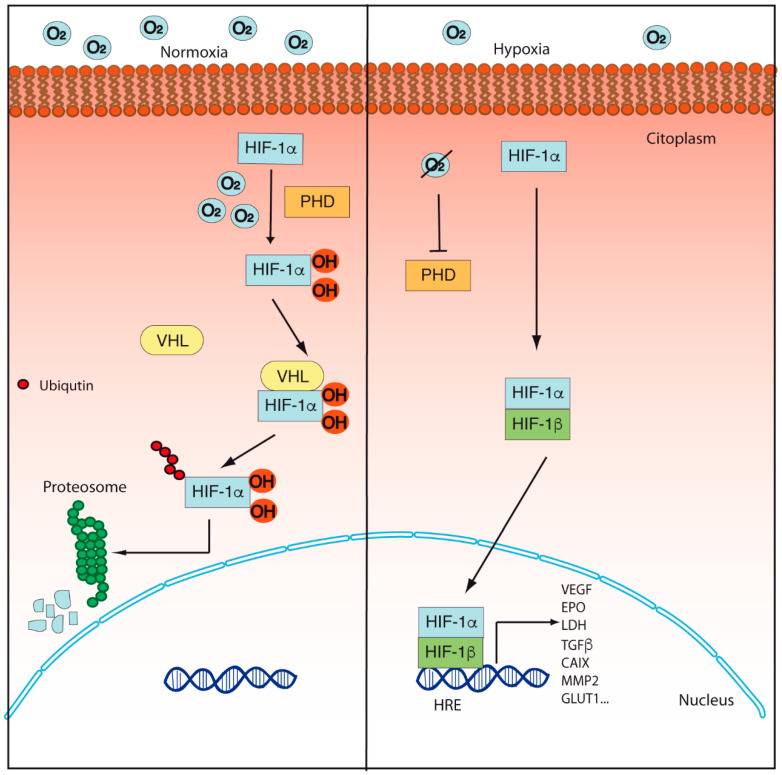 O2
O2
O2
O2
O2
Normoxia
HIF-1α
O2
O2
O2
PHD
HIF-1α
OH
OH
VHL
VHL
HIF-1α
OH
OH
Ubiqutin
HIF-1α
OH
OH
Proteosome
O2
O2
Hypoxia
Citoplasm
O2
HIF-1α
PHD
HIF-1α
HIF-1β
HIF-1α
HIF-1β
HRE
VEGF
EPO
LDH
TGFβ
CAIX
MMP2
GLUT1...
Nucleus